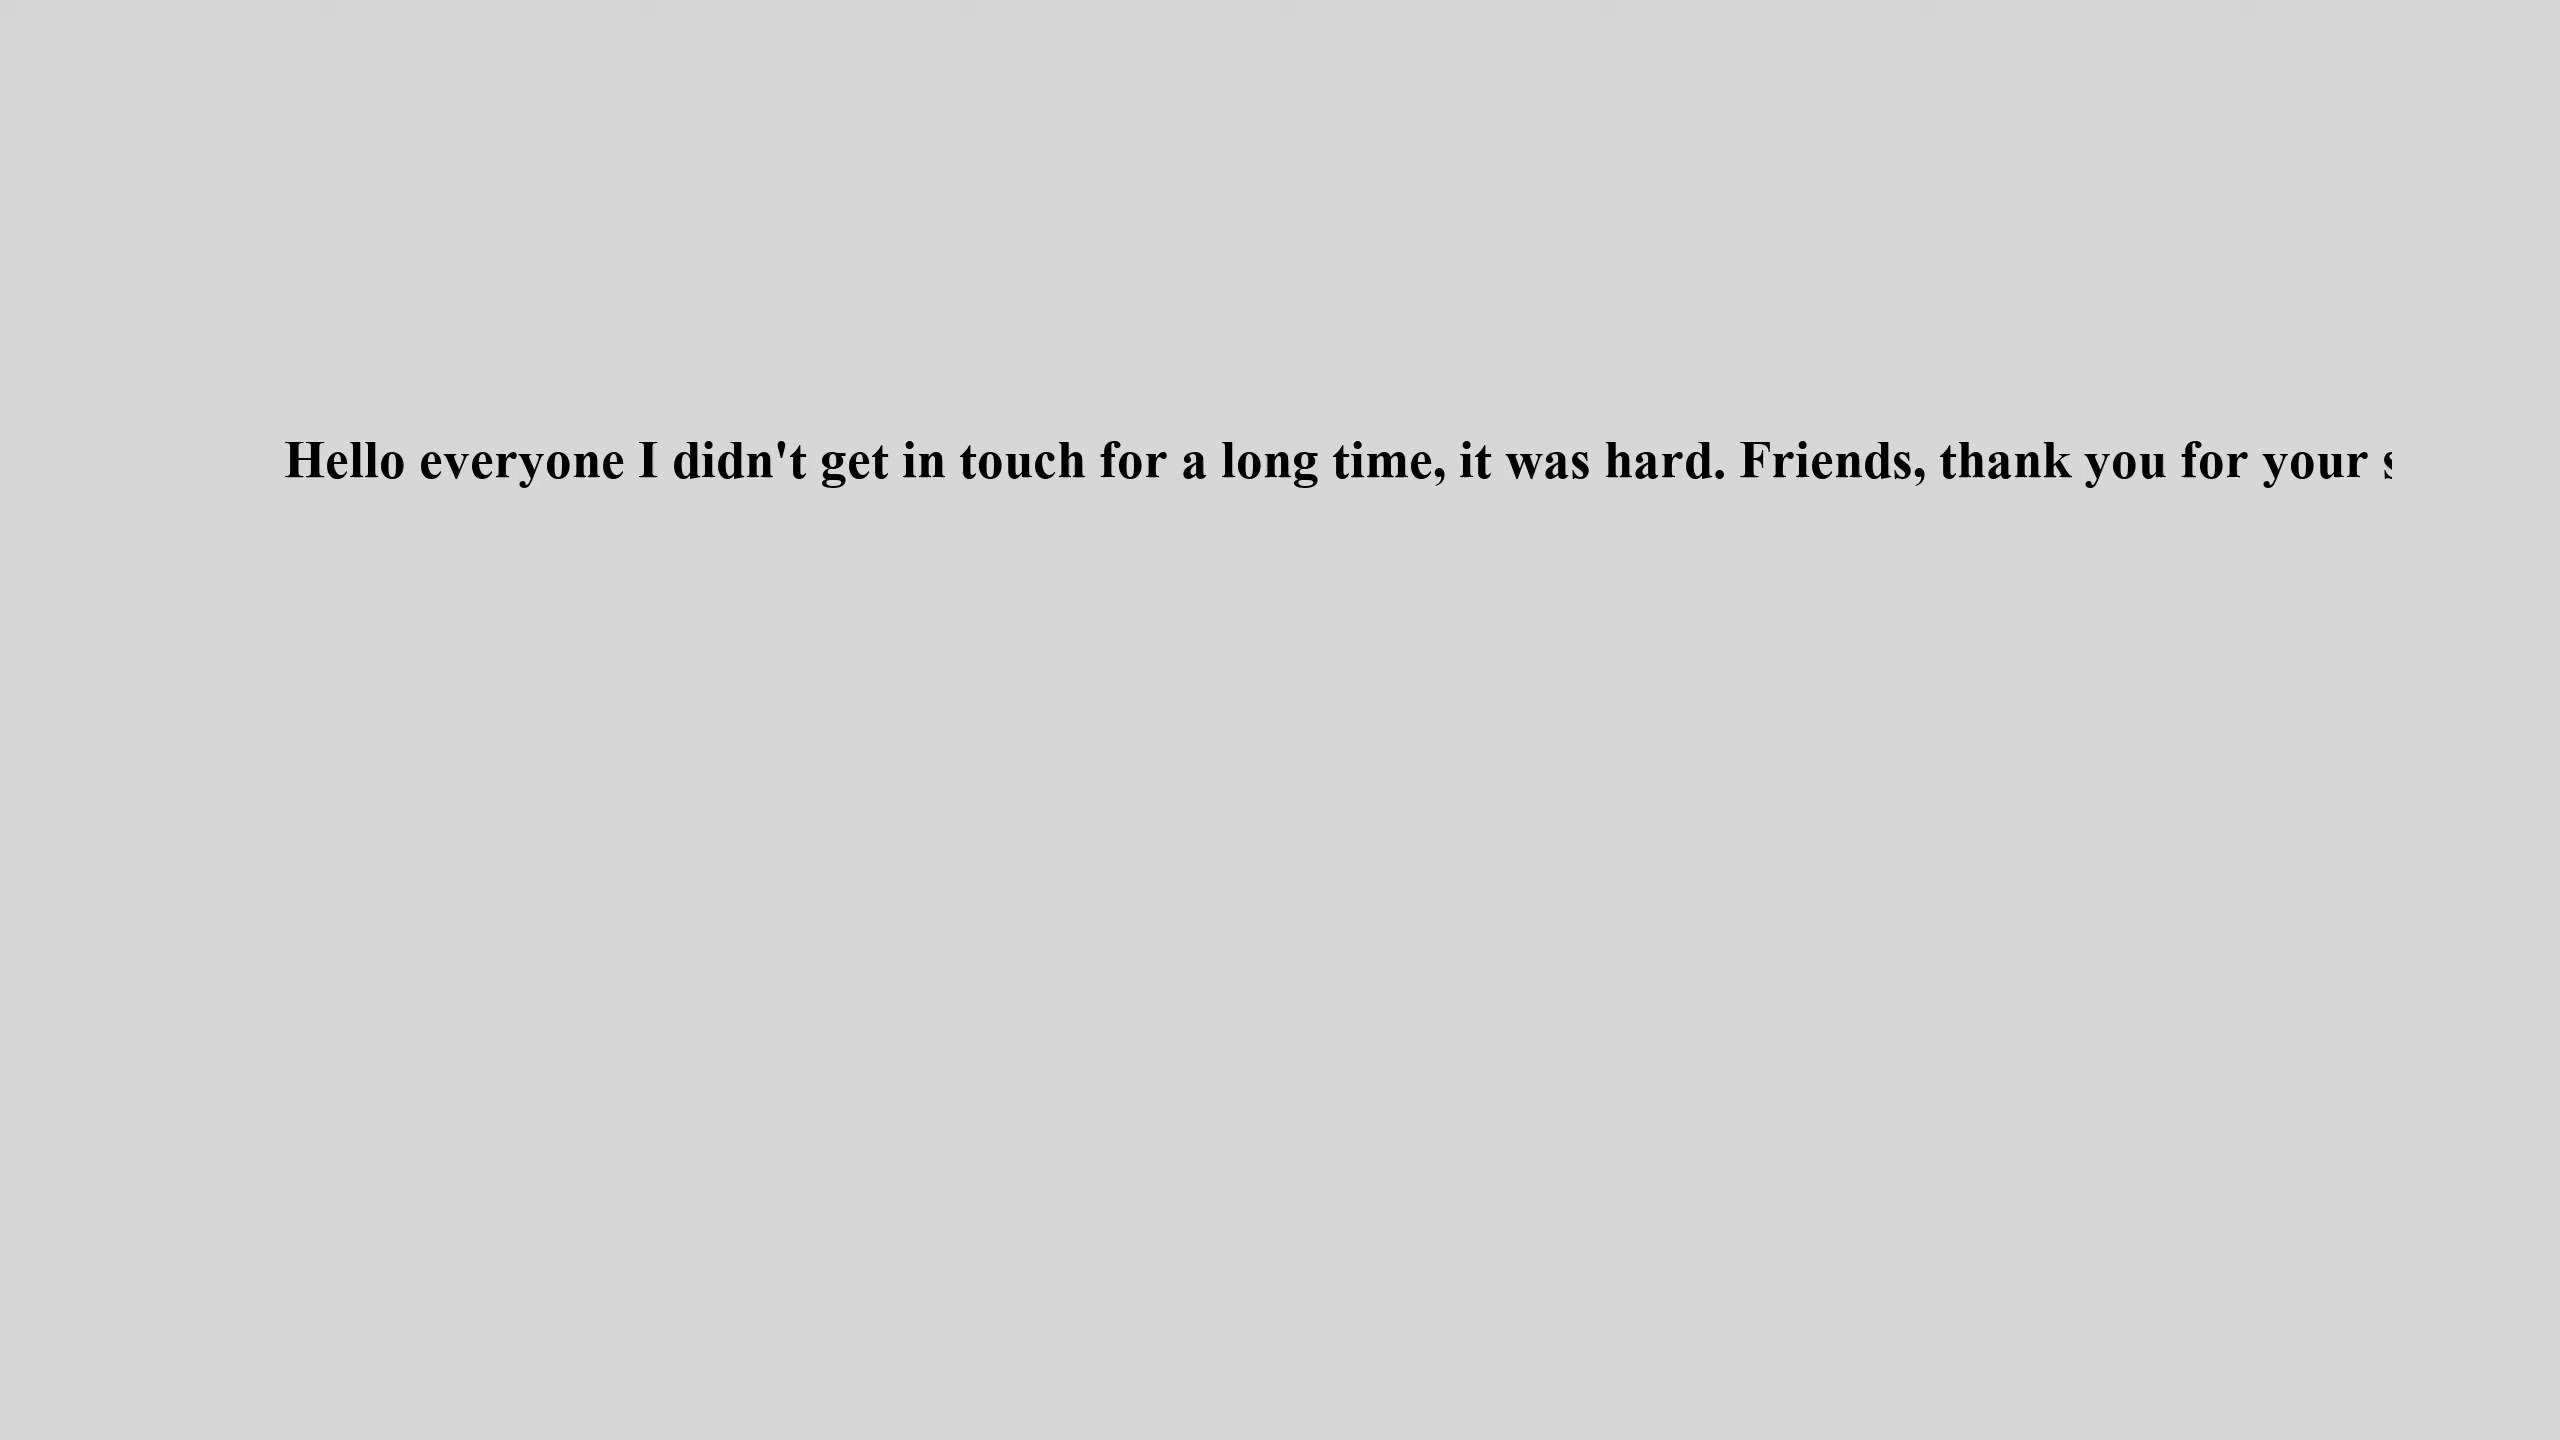 Hello everyone I didn't get in touch for a long time, it was hard. Friends, thank you for your